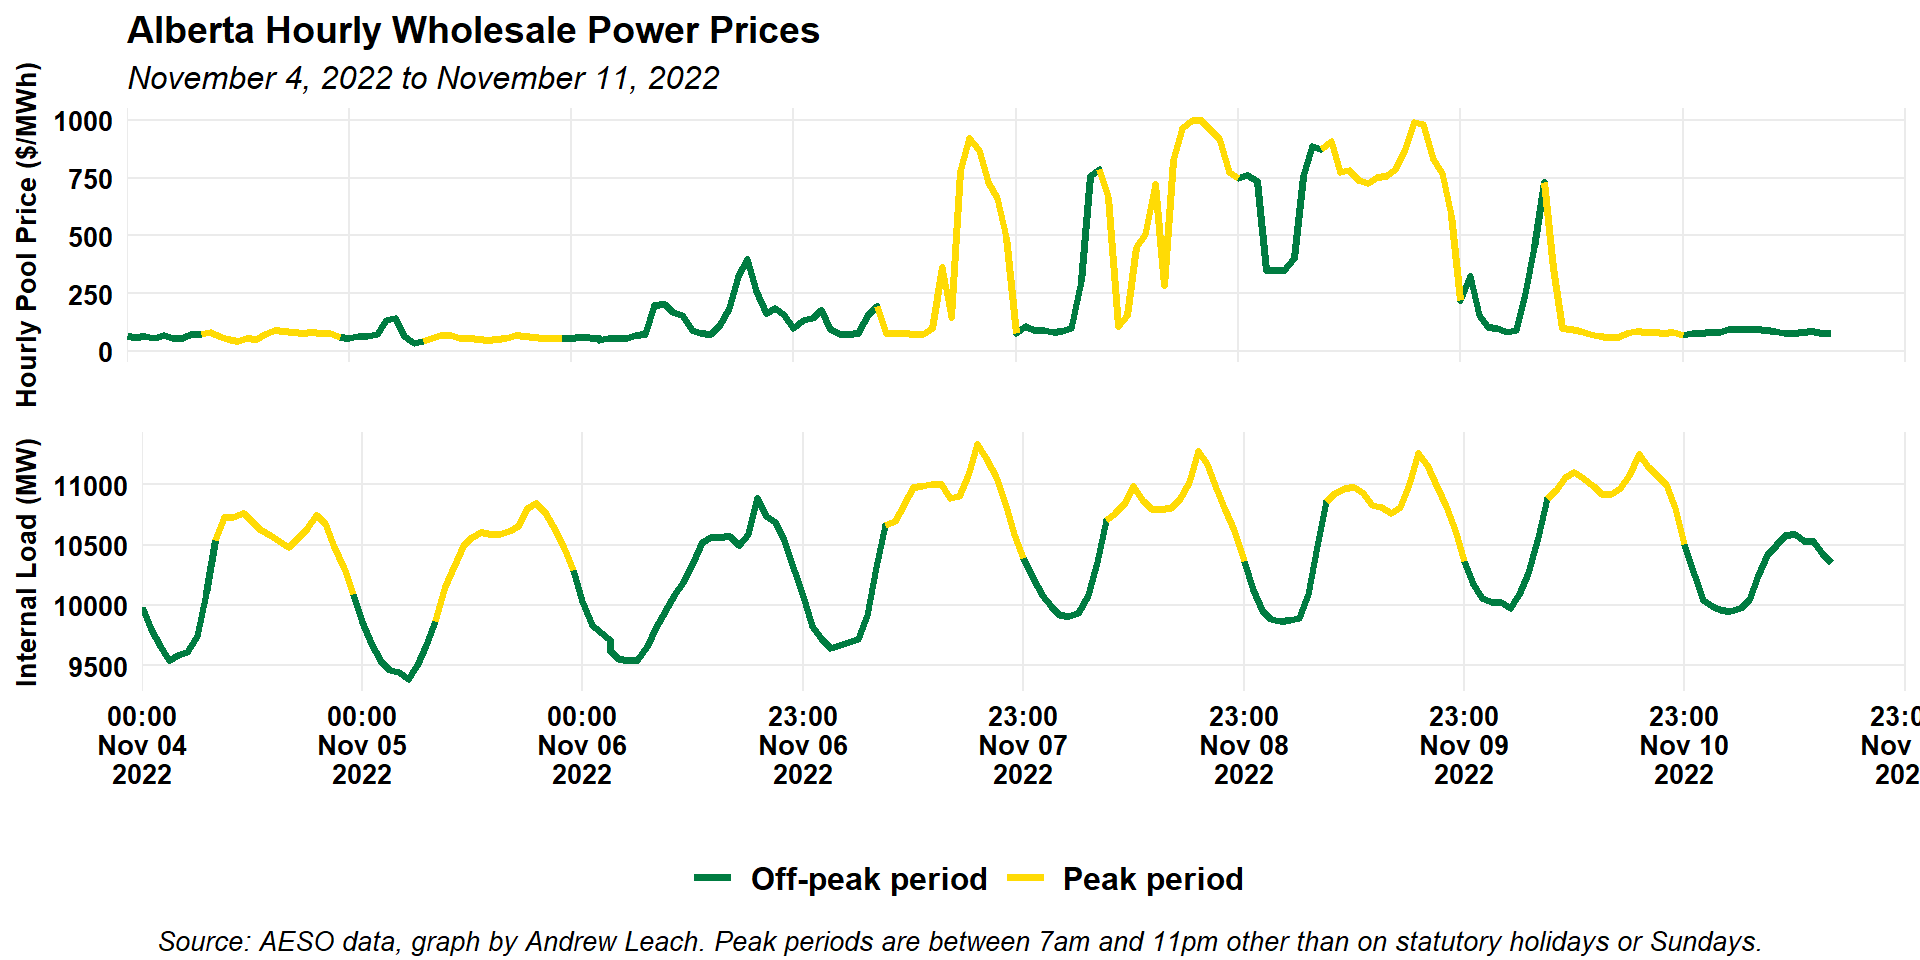 Alberta Hourly Wholesale Power Prices
November 4, 2022 to November 11, 2022
Hourly Pool Price ($/MWh)
1000
750
500
250
0
Internal Load (MW)
11000
10500
10000
9500
00:00 00:00 00:00 23:00 23:00 23:00 23:00 23:00
Nov 04 Nov 05 Nov 06 Nov 06 Nov 07 Nov 08 Nov 09 Nov 10 Nov
2022 2022 2022 2022 2022 2022 2022 2022
Off-peak period Peak period
Source: AESO data, graph by Andrew Leach. Peak periods are between 7am and 11pm other than on statutory holidays or Sundays.